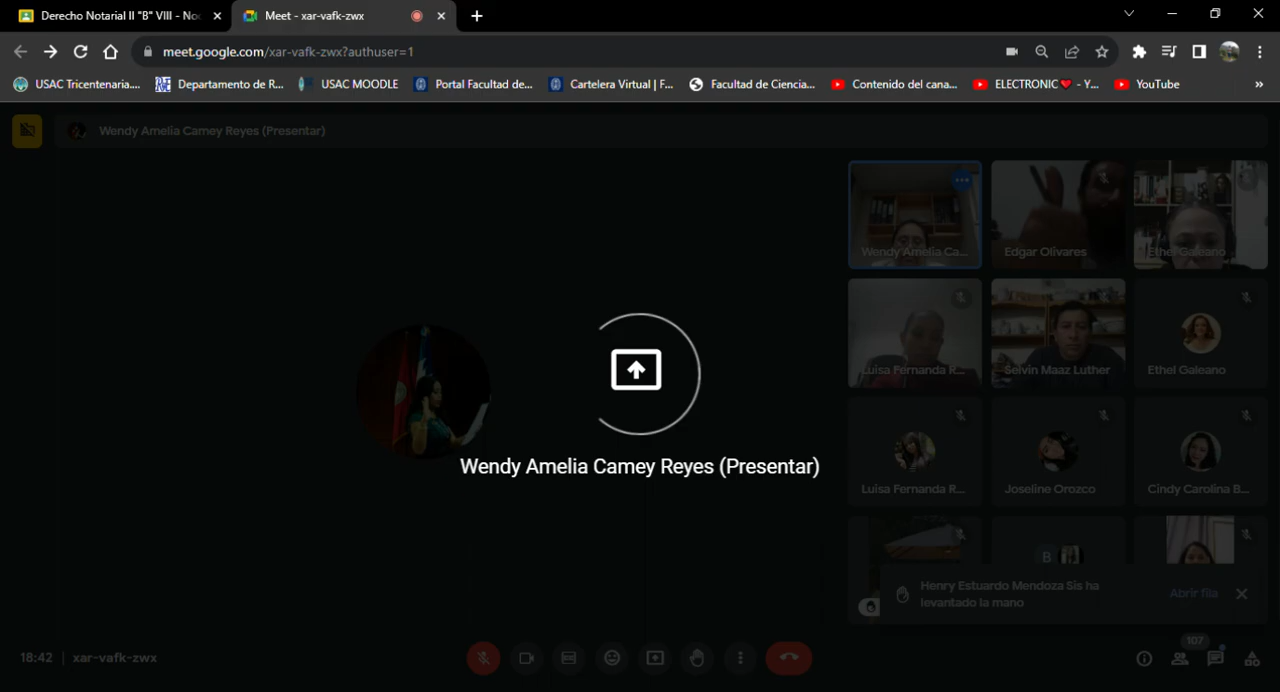 Derecho Notarial II "B" VIII - No
Meet - xar-vafk-zwx
meet.google.com/xar-vafk-zwx?authuser=1
USAC Tricentenaria....
Departamento de R...
USAC MOODLE
Portal Facultad de...
Cartelera Virtual | F...
Facultad de Ciencia...
Contenido del cana...
ELECTRONIC❤ - Y...
YouTube
»
Wendy Amelia Camey Reyes (Presentar)
Wendy Amelia Ca...
Edgar Olivares
Ethel Galeano
Luisa Fernanda R...
Selvin Maaz Luther
Ethel Galeano
Wendy Amelia Camey Reyes (Presentar)
Luisa Fernanda R...
Joseline Orozco
Cindy Carolina B...
B
Henry Estuardo Mendoza Sis ha
levantado la mano
Abrir fila
18:42 | xar-vafk-zwx
107